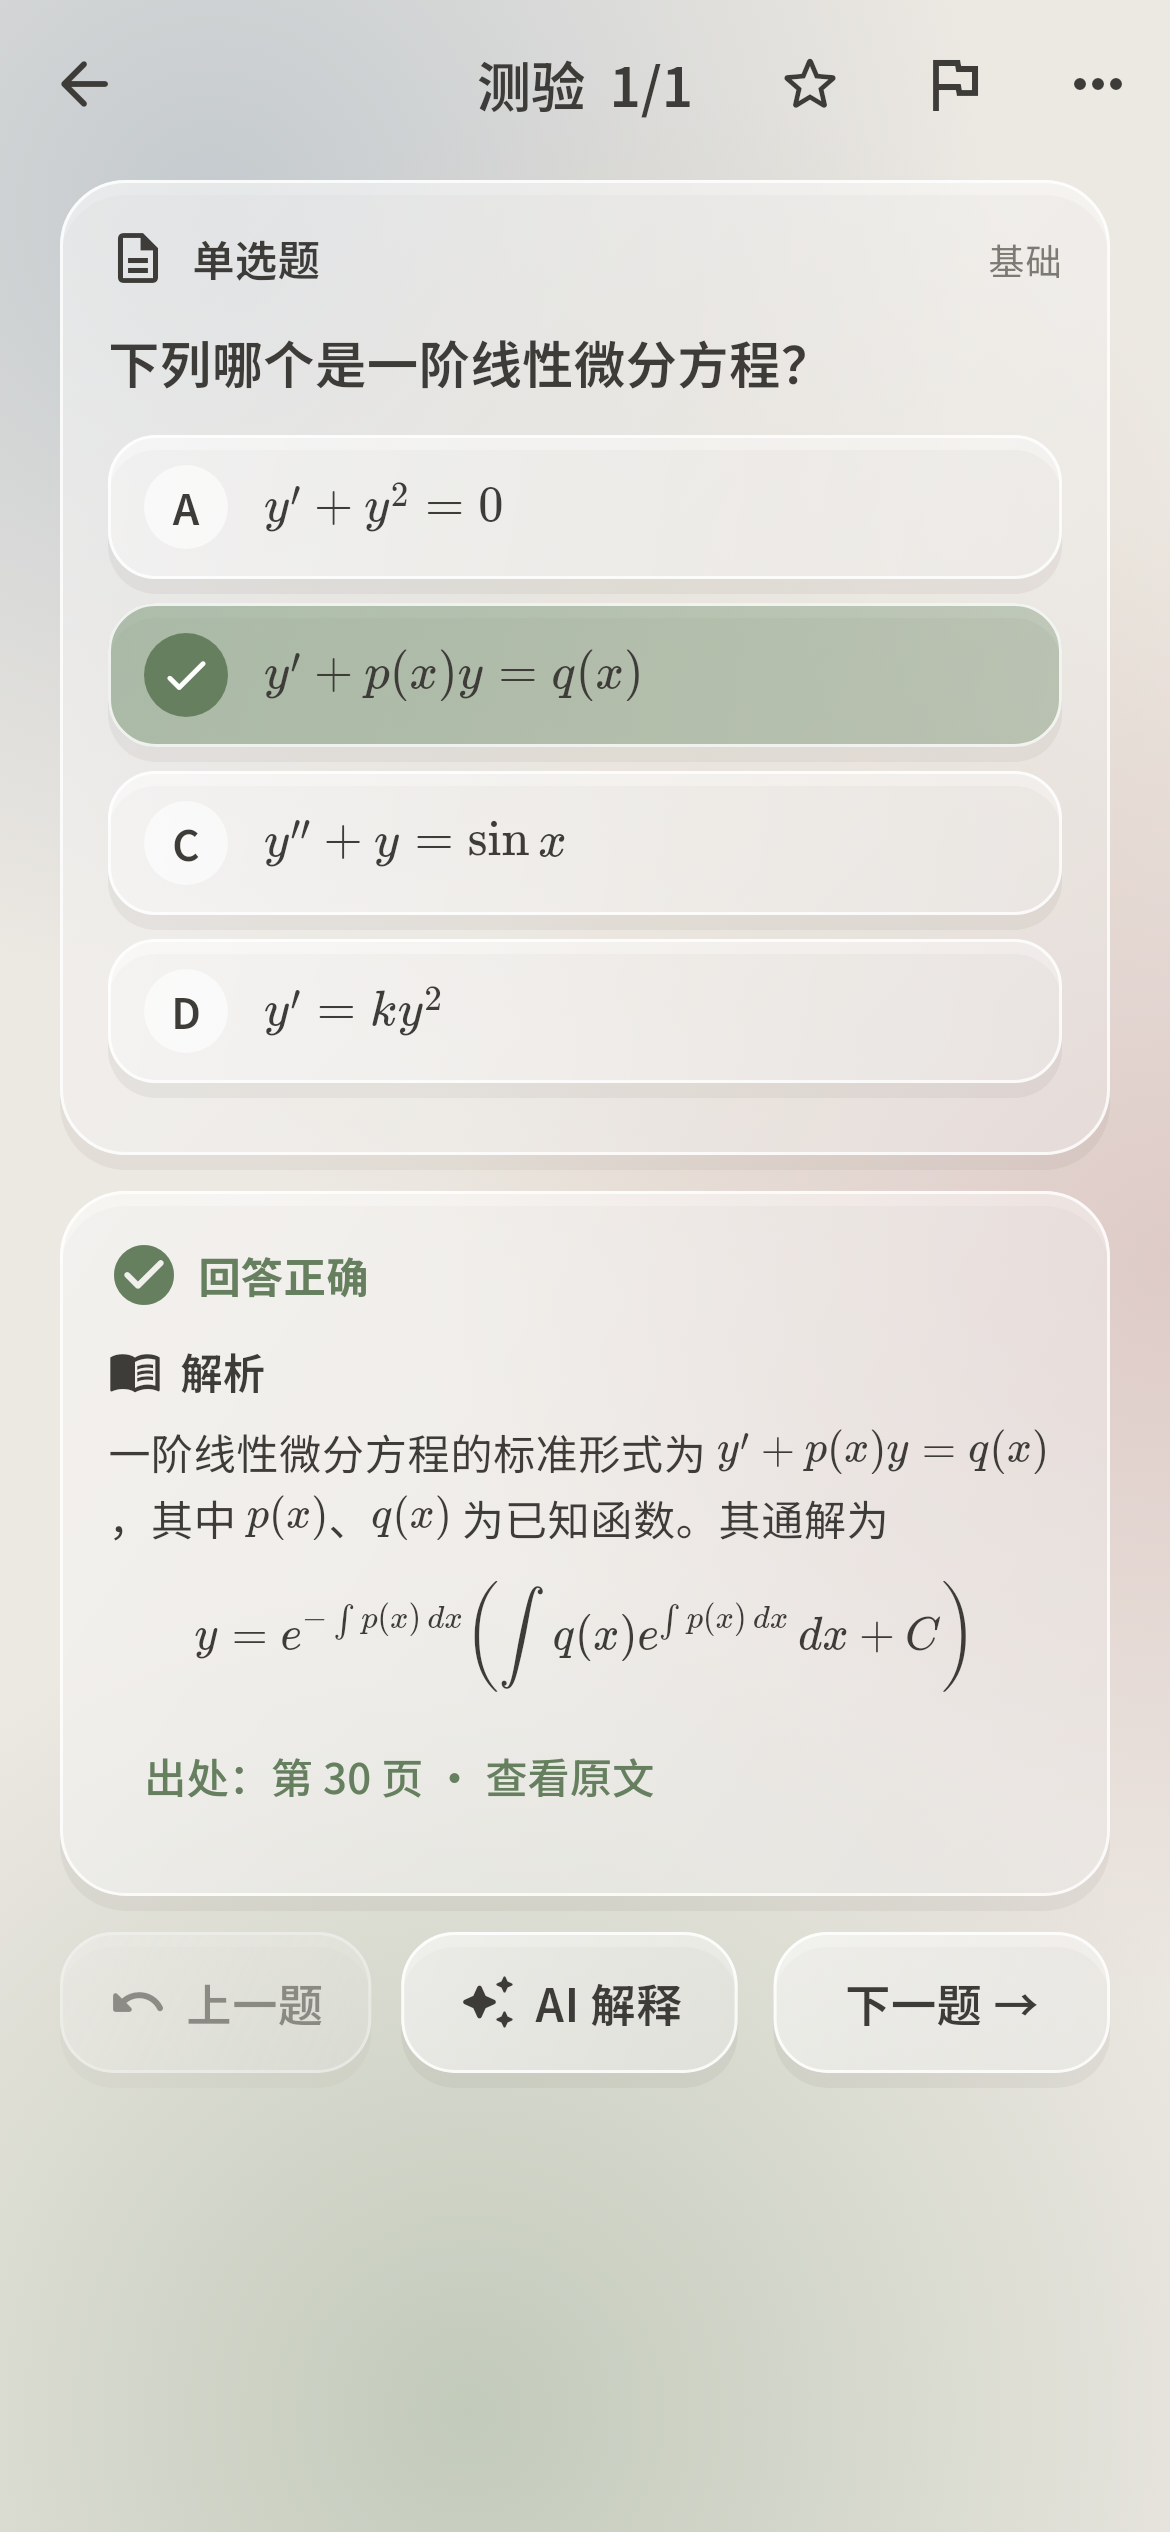 测验 1/1
单选题
基础
下列哪个是一阶线性微分方程？
A y′ + y² = 0
y′ + p(x)y = q(x)
C y″ + y = sin x
D y′ = ky²
回答正确
解析
一阶线性微分方程的标准形式为 y′ + p(x)y = q(x)
，其中 p(x)、q(x) 为已知函数。其通解为
y = e^{−∫ p(x) dx} (∫ q(x)e^{∫ p(x) dx} dx + C)
出处：第 30 页 · 查看原文
上一题
AI 解释
下一题 →